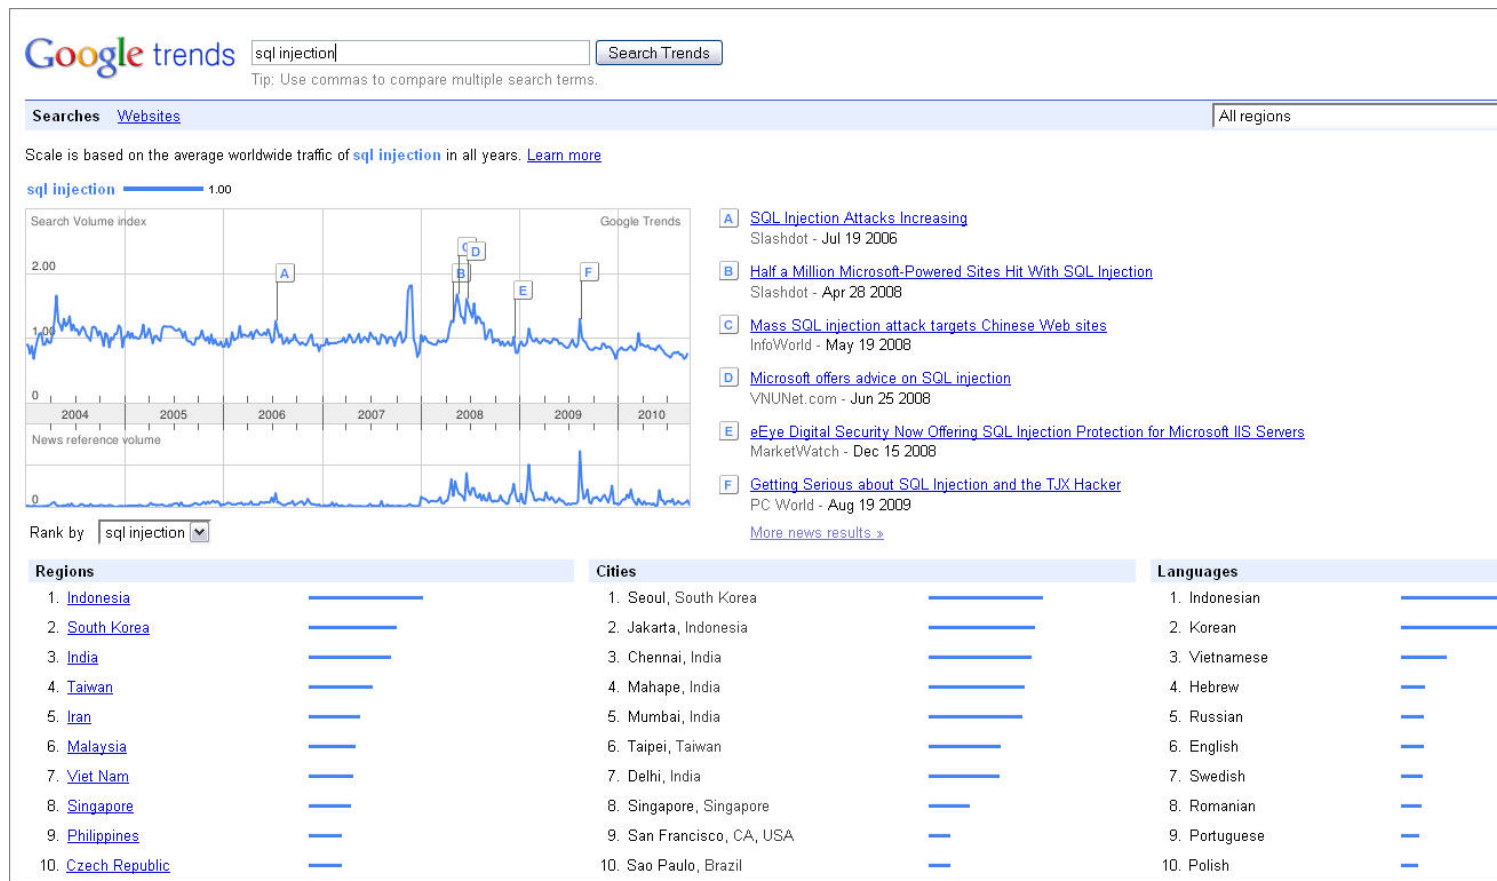 Google trends
sql injection
Search Trends
Tip: Use commas to compare multiple search terms.
Searches Websites
All regions
Scale is based on the average worldwide traffic of sql injection in all years. Learn more
sql injection 1.00
Search Volume index
Google Trends
2.00
1.00
0
A
B
C
D
E
F
2004 2005 2006 2007 2008 2009 2010
News reference volume
0
A SQL Injection Attacks Increasing
Slashdot - Jul 19 2006
B Half a Million Microsoft-Powered Sites Hit With SQL Injection
Slashdot - Apr 28 2008
C Mass SQL injection attack targets Chinese Web sites
InfoWorld - May 19 2008
D Microsoft offers advice on SQL injection
VNUNet.com - Jun 25 2008
E eEye Digital Security Now Offering SQL Injection Protection for Microsoft IIS Servers
MarketWatch - Dec 15 2008
F Getting Serious about SQL Injection and the TJX Hacker
PC World - Aug 19 2009
More news results »
Rank by sql injection
Regions
1. Indonesia
2. South Korea
3. India
4. Taiwan
5. Iran
6. Malaysia
7. Viet Nam
8. Singapore
9. Philippines
10. Czech Republic
Cities
1. Seoul, South Korea
2. Jakarta, Indonesia
3. Chennai, India
4. Mahape, India
5. Mumbai, India
6. Taipei, Taiwan
7. Delhi, India
8. Singapore, Singapore
9. San Francisco, CA, USA
10. Sao Paulo, Brazil
Languages
1. Indonesian
2. Korean
3. Vietnamese
4. Hebrew
5. Russian
6. English
7. Swedish
8. Romanian
9. Portuguese
10. Polish